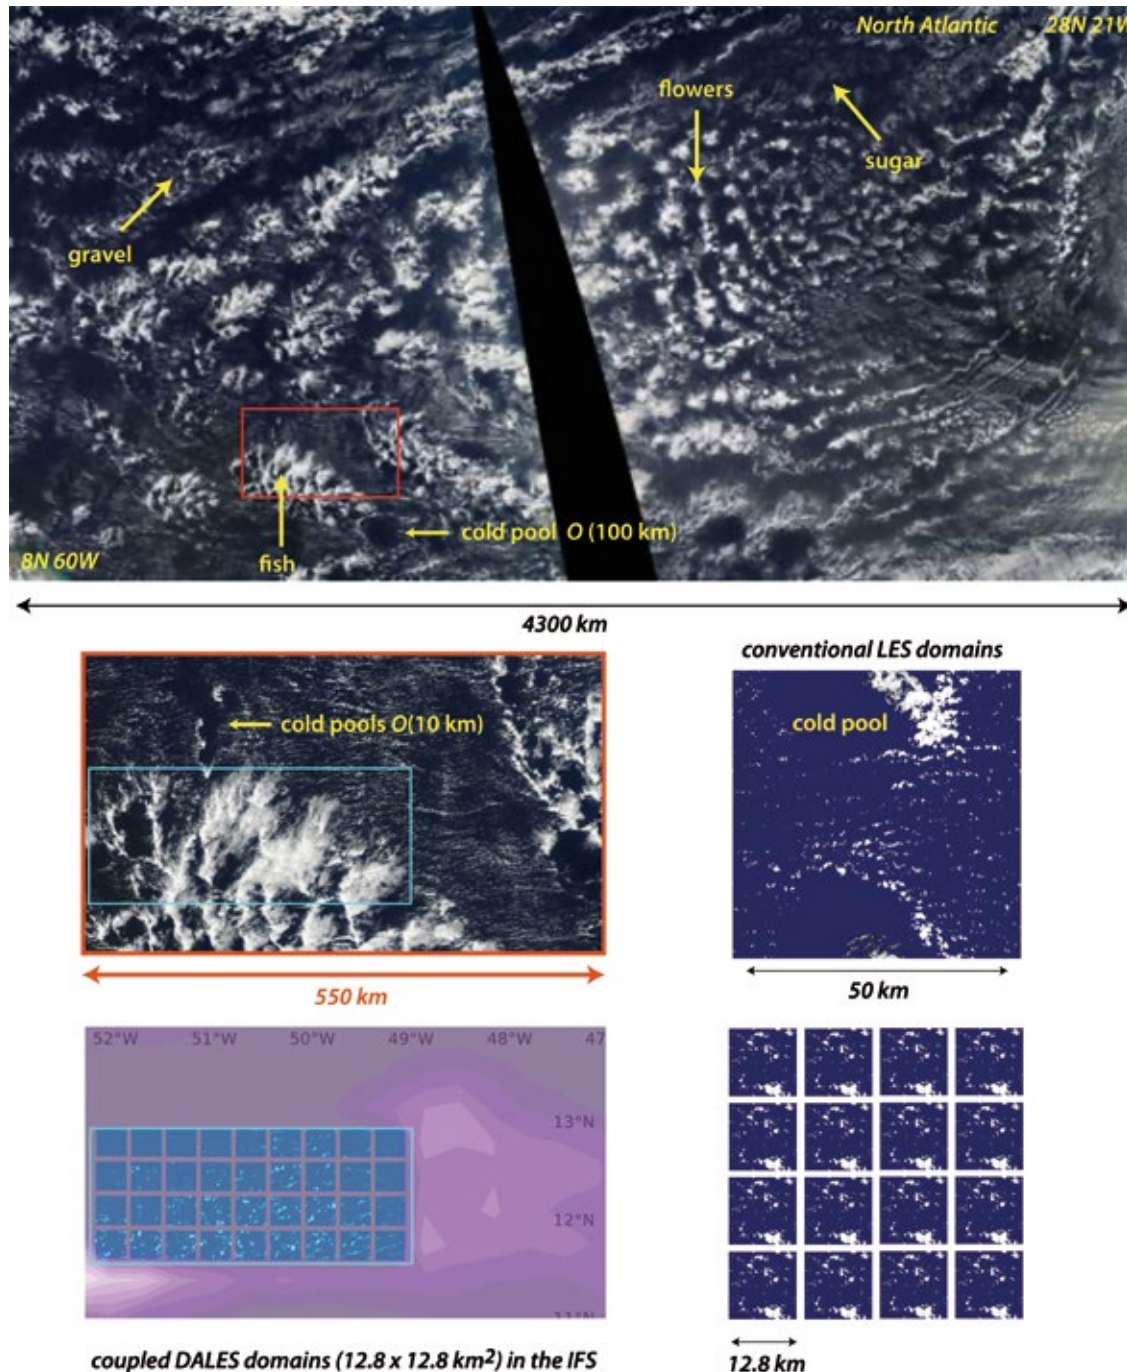 North Atlantic 28N 21W
flowers
sugar
gravel
cold pool O (100 km)
8N 60W
fish
4300 km
conventional LES domains
cold pools O(10 km)
cold pool
550 km
50 km
52°W 51°W 50°W 49°W 48°W 47
13°N
12°N
11°N
coupled DALES domains (12.8 x 12.8 km²) in the IFS
12.8 km